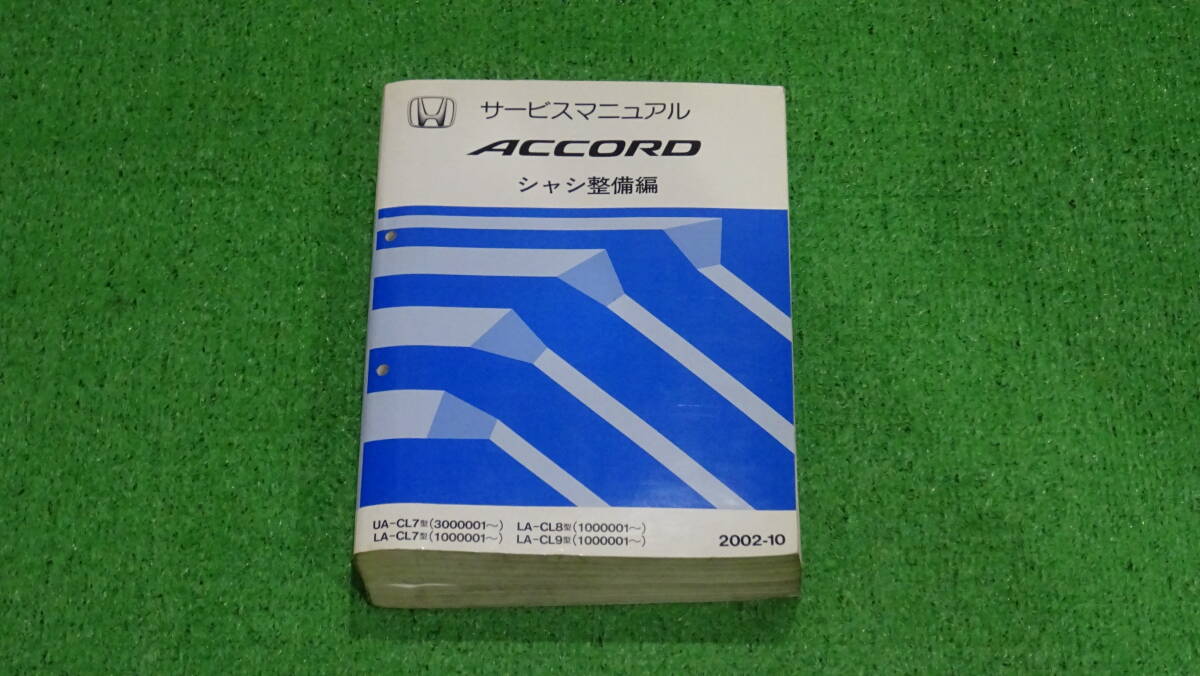 サービスマニュアル
ACCORD
シャシ整備編
UA-CL7型(3000001～) LA-CL8型(1000001～)
LA-CL7型(1000001～) LA-CL9型(1000001～)
2002-10